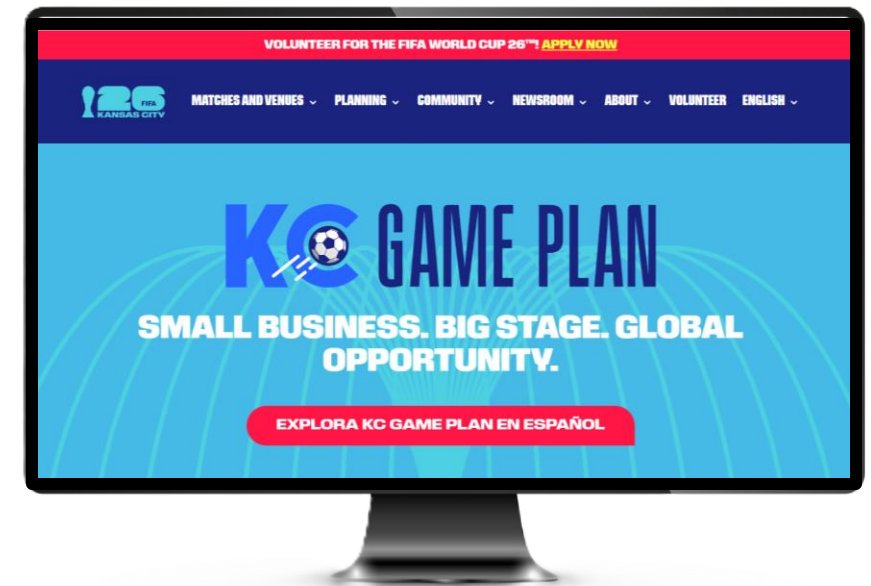 VOLUNTEER FOR THE FIFA WORLD CUP 26™! APPLY NOW
26 FIFA
KANSAS CITY
MATCHES AND VENUES PLANNING COMMUNITY NEWSROOM ABOUT VOLUNTEER ENGLISH
KC GAME PLAN
SMALL BUSINESS. BIG STAGE. GLOBAL
OPPORTUNITY.
EXPLORA KC GAME PLAN EN ESPAÑOL